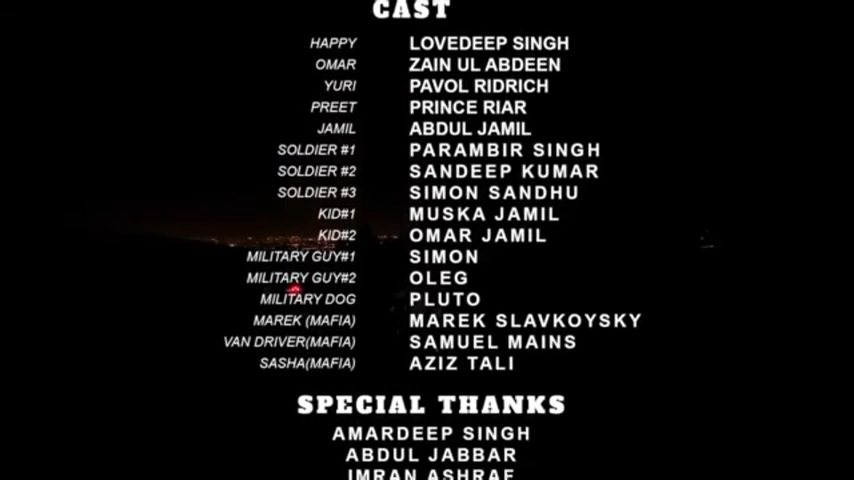 CAST
HAPPY LOVEDEEP SINGH
OMAR ZAIN UL ABDEEN
YURI PAVOL RIDRICH
PREET PRINCE RIAR
JAMIL ABDUL JAMIL
SOLDIER #1 PARAMBIR SINGH
SOLDIER #2 SANDEEP KUMAR
SOLDIER #3 SIMON SANDHU
KID#1 MUSKA JAMIL
KID#2 OMAR JAMIL
MILITARY GUY#1 SIMON
MILITARY GUY#2 OLEG
MILITARY DOG PLUTO
MAREK (MAFIA) MAREK SLAVKOYSKY
VAN DRIVER(MAFIA) SAMUEL MAINS
SASHA(MAFIA) AZIZ TALI
SPECIAL THANKS
AMARDEEP SINGH
ABDUL JABBAR
IMRAN ASHRAF